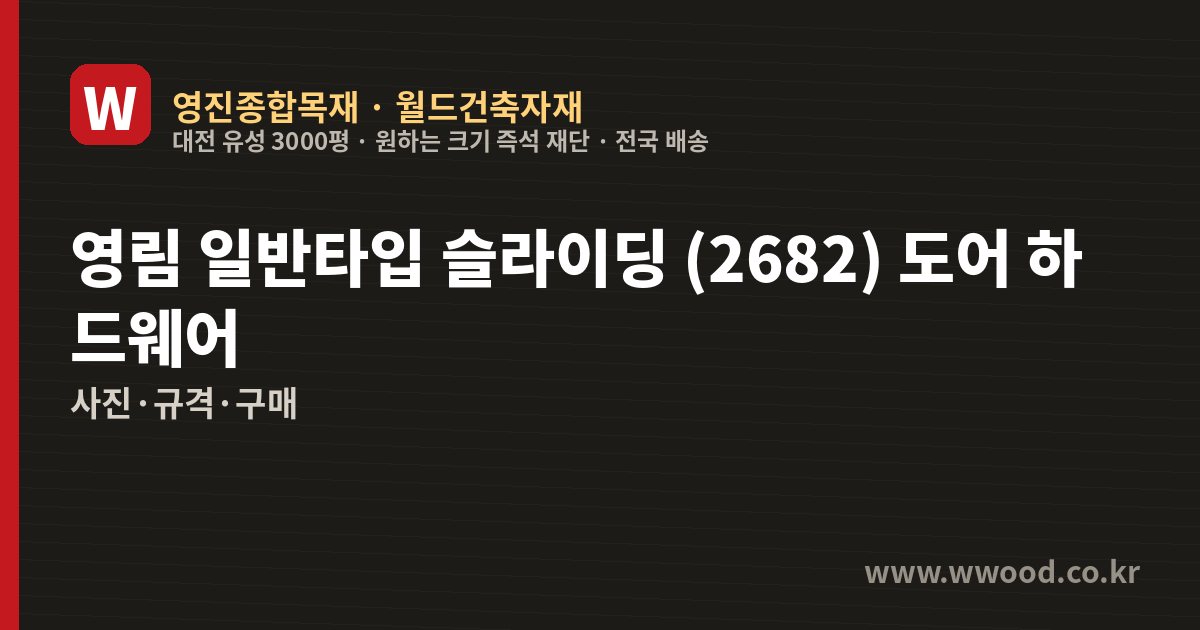 W
영진종합목재 · 월드건축자재
대전 유성 3000평 · 원하는 크기 즉석 재단 · 전국 배송
영림 일반타입 슬라이딩 (2682) 도어 하
드웨어
사진·규격·구매
www.wwood.co.kr